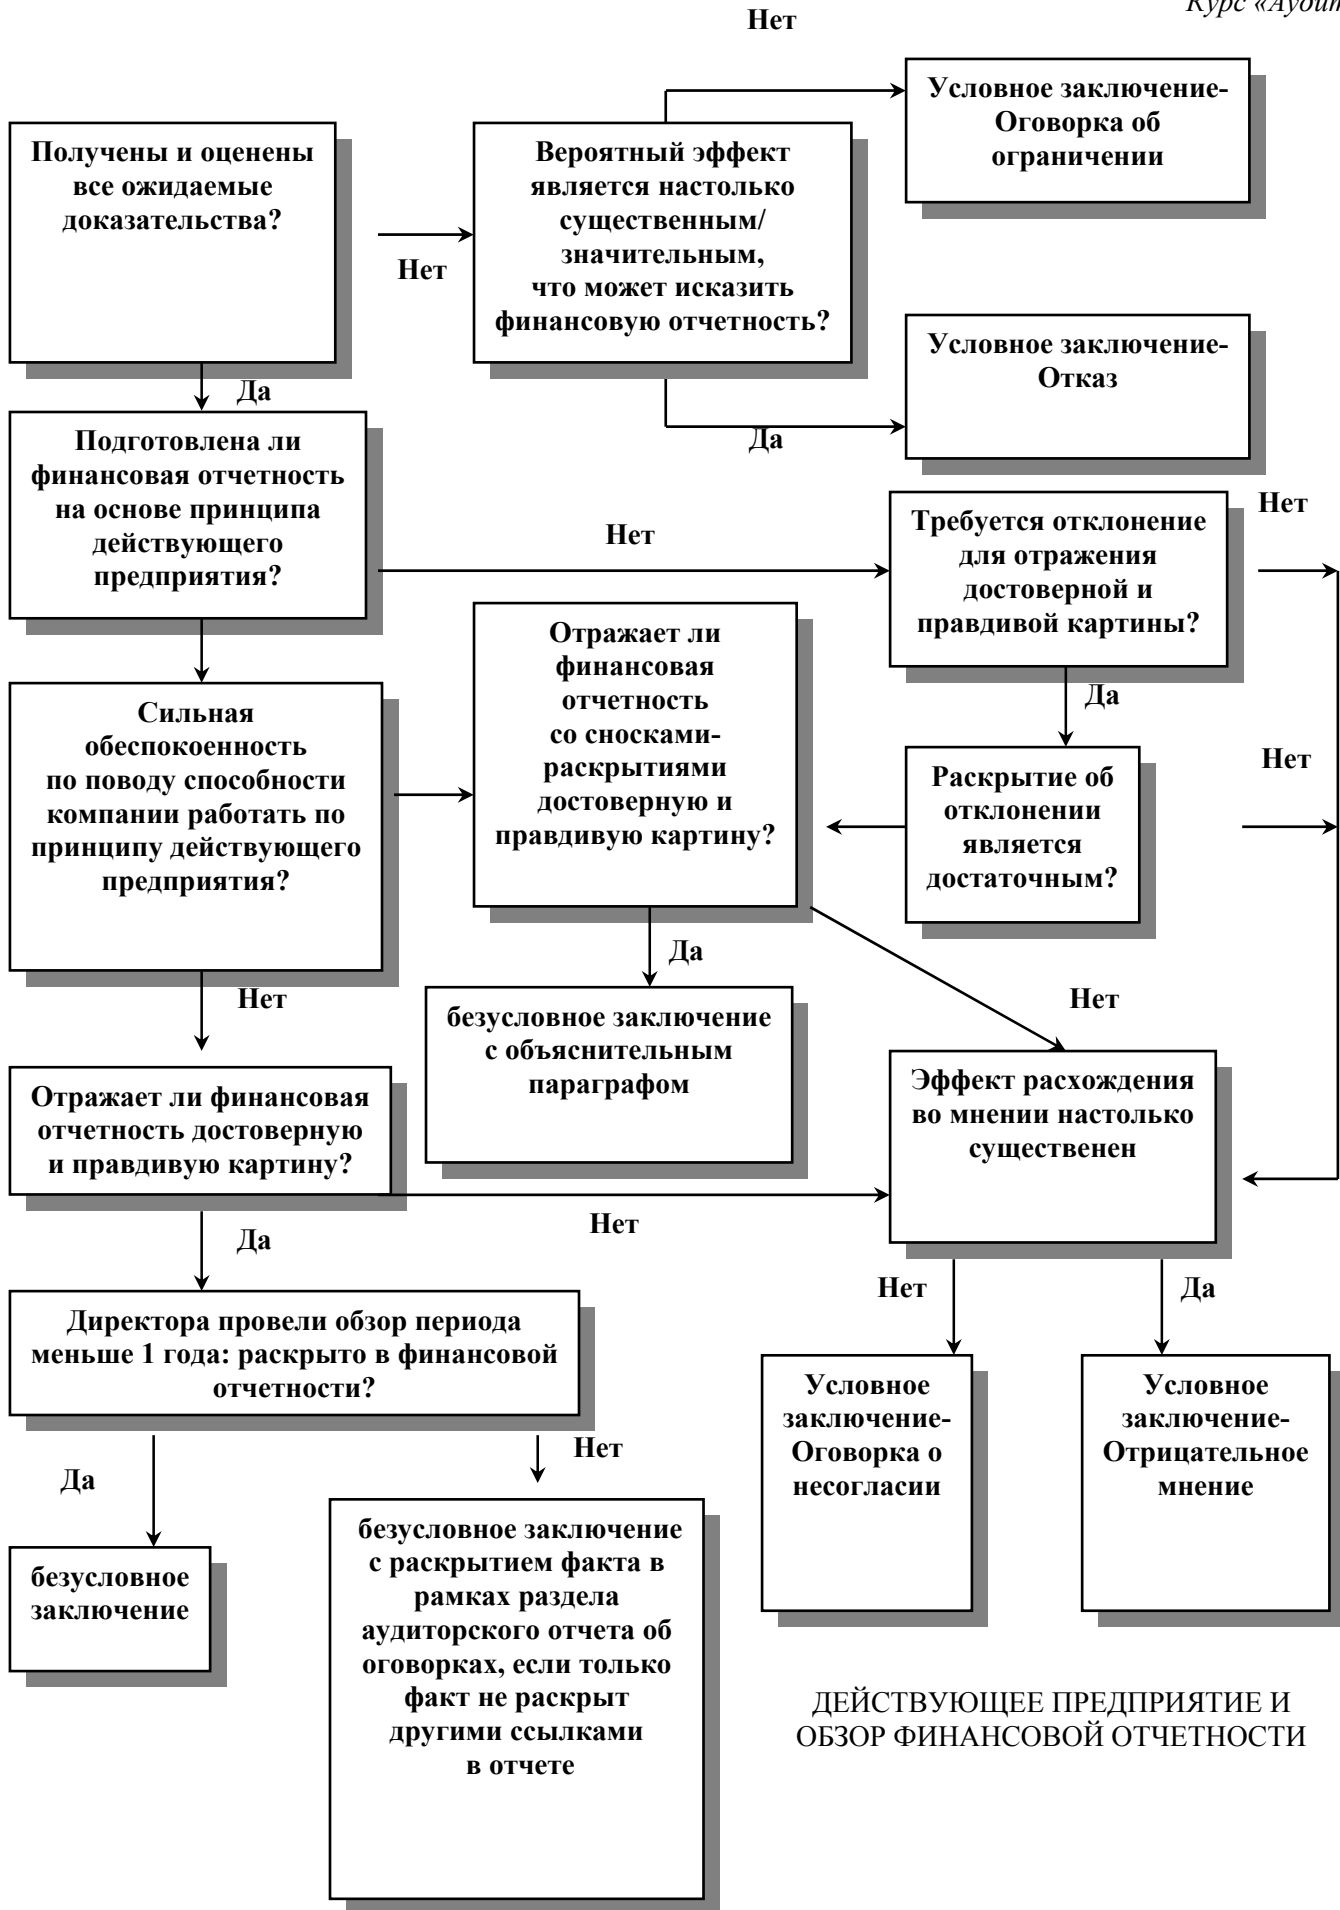 Курс «Аудит
Нет
Условное заключение-
Оговорка об
ограничении
Получены и оценены
все ожидаемые
доказательства?
Вероятный эффект
является настолько
существенным/
значительным,
что может исказить
финансовую отчетность?
Нет
Условное заключение-
Отказ
Да
Да
Подготовлена ли
финансовая отчетность
на основе принципа
действующего
предприятия?
Нет
Требуется отклонение
для отражения
достоверной и
правдивой картины?
Нет
Отражает ли
финансовая
отчетность
со сносками-
раскрытиями
достоверную и
правдивую картину?
Да
Сильная
обеспокоенность
по поводу способности
компании работать по
принципу действующего
предприятия?
Раскрытие об
отклонении
является
достаточным?
Нет
Да
Нет
Нет
безусловное заключение
с объяснительным
параграфом
Эффект расхождения
во мнении настолько
существенен
Отражает ли финансовая
отчетность достоверную
и правдивую картину?
Нет
Да
Нет
Да
Директора провели обзор периода
меньше 1 года: раскрыто в финансовой
отчетности?
Условное
заключение-
Оговорка о
несогласии
Условное
заключение-
Отрицательное
мнение
Да
Нет
безусловное
заключение
безусловное заключение
с раскрытием факта в
рамках раздела
аудиторского отчета об
оговорках, если только
факт не раскрыт
другими ссылками
в отчете
ДЕЙСТВУЮЩЕЕ ПРЕДПРИЯТИЕ И
ОБЗОР ФИНАНСОВОЙ ОТЧЕТНОСТИ